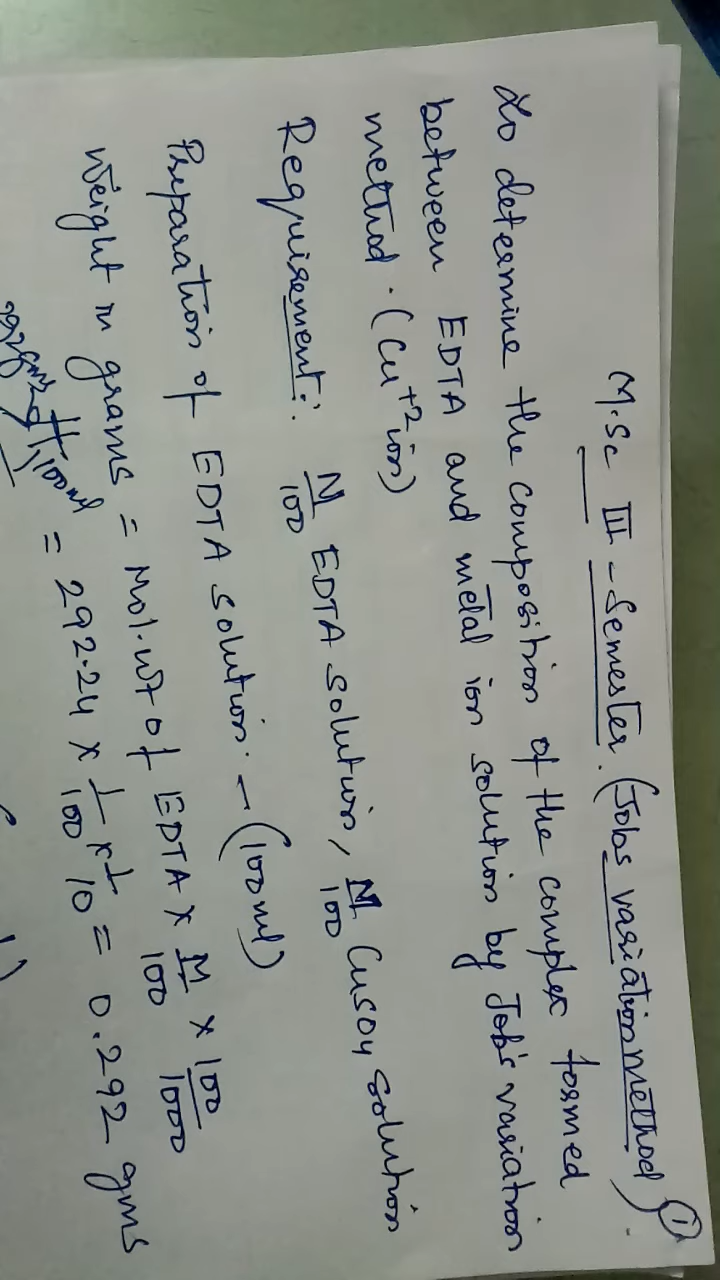 ①
M.Sc III - Semester. (Jobs variation method).
To determine the composition of the complex formed
between EDTA and metal ion solution by Job's variation
method. (Cu+2 ion)
Requirement: M/100 EDTA solution, M/100 CuSO4 solution
Preparation of EDTA solution. - (100ml)
Weight in grams = Mol.wt of EDTA x M/100 x 100/1000
= 292.24 x 1/100 x 1/10 = 0.292 gms
100ml